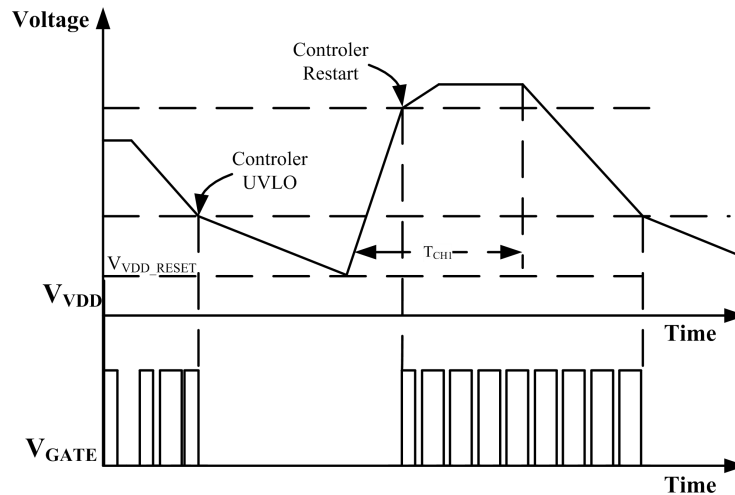 Voltage
Controler
Restart
Controler
UVLO
V_VDD_RESET
T_CH1
V_VDD
Time
V_GATE
Time